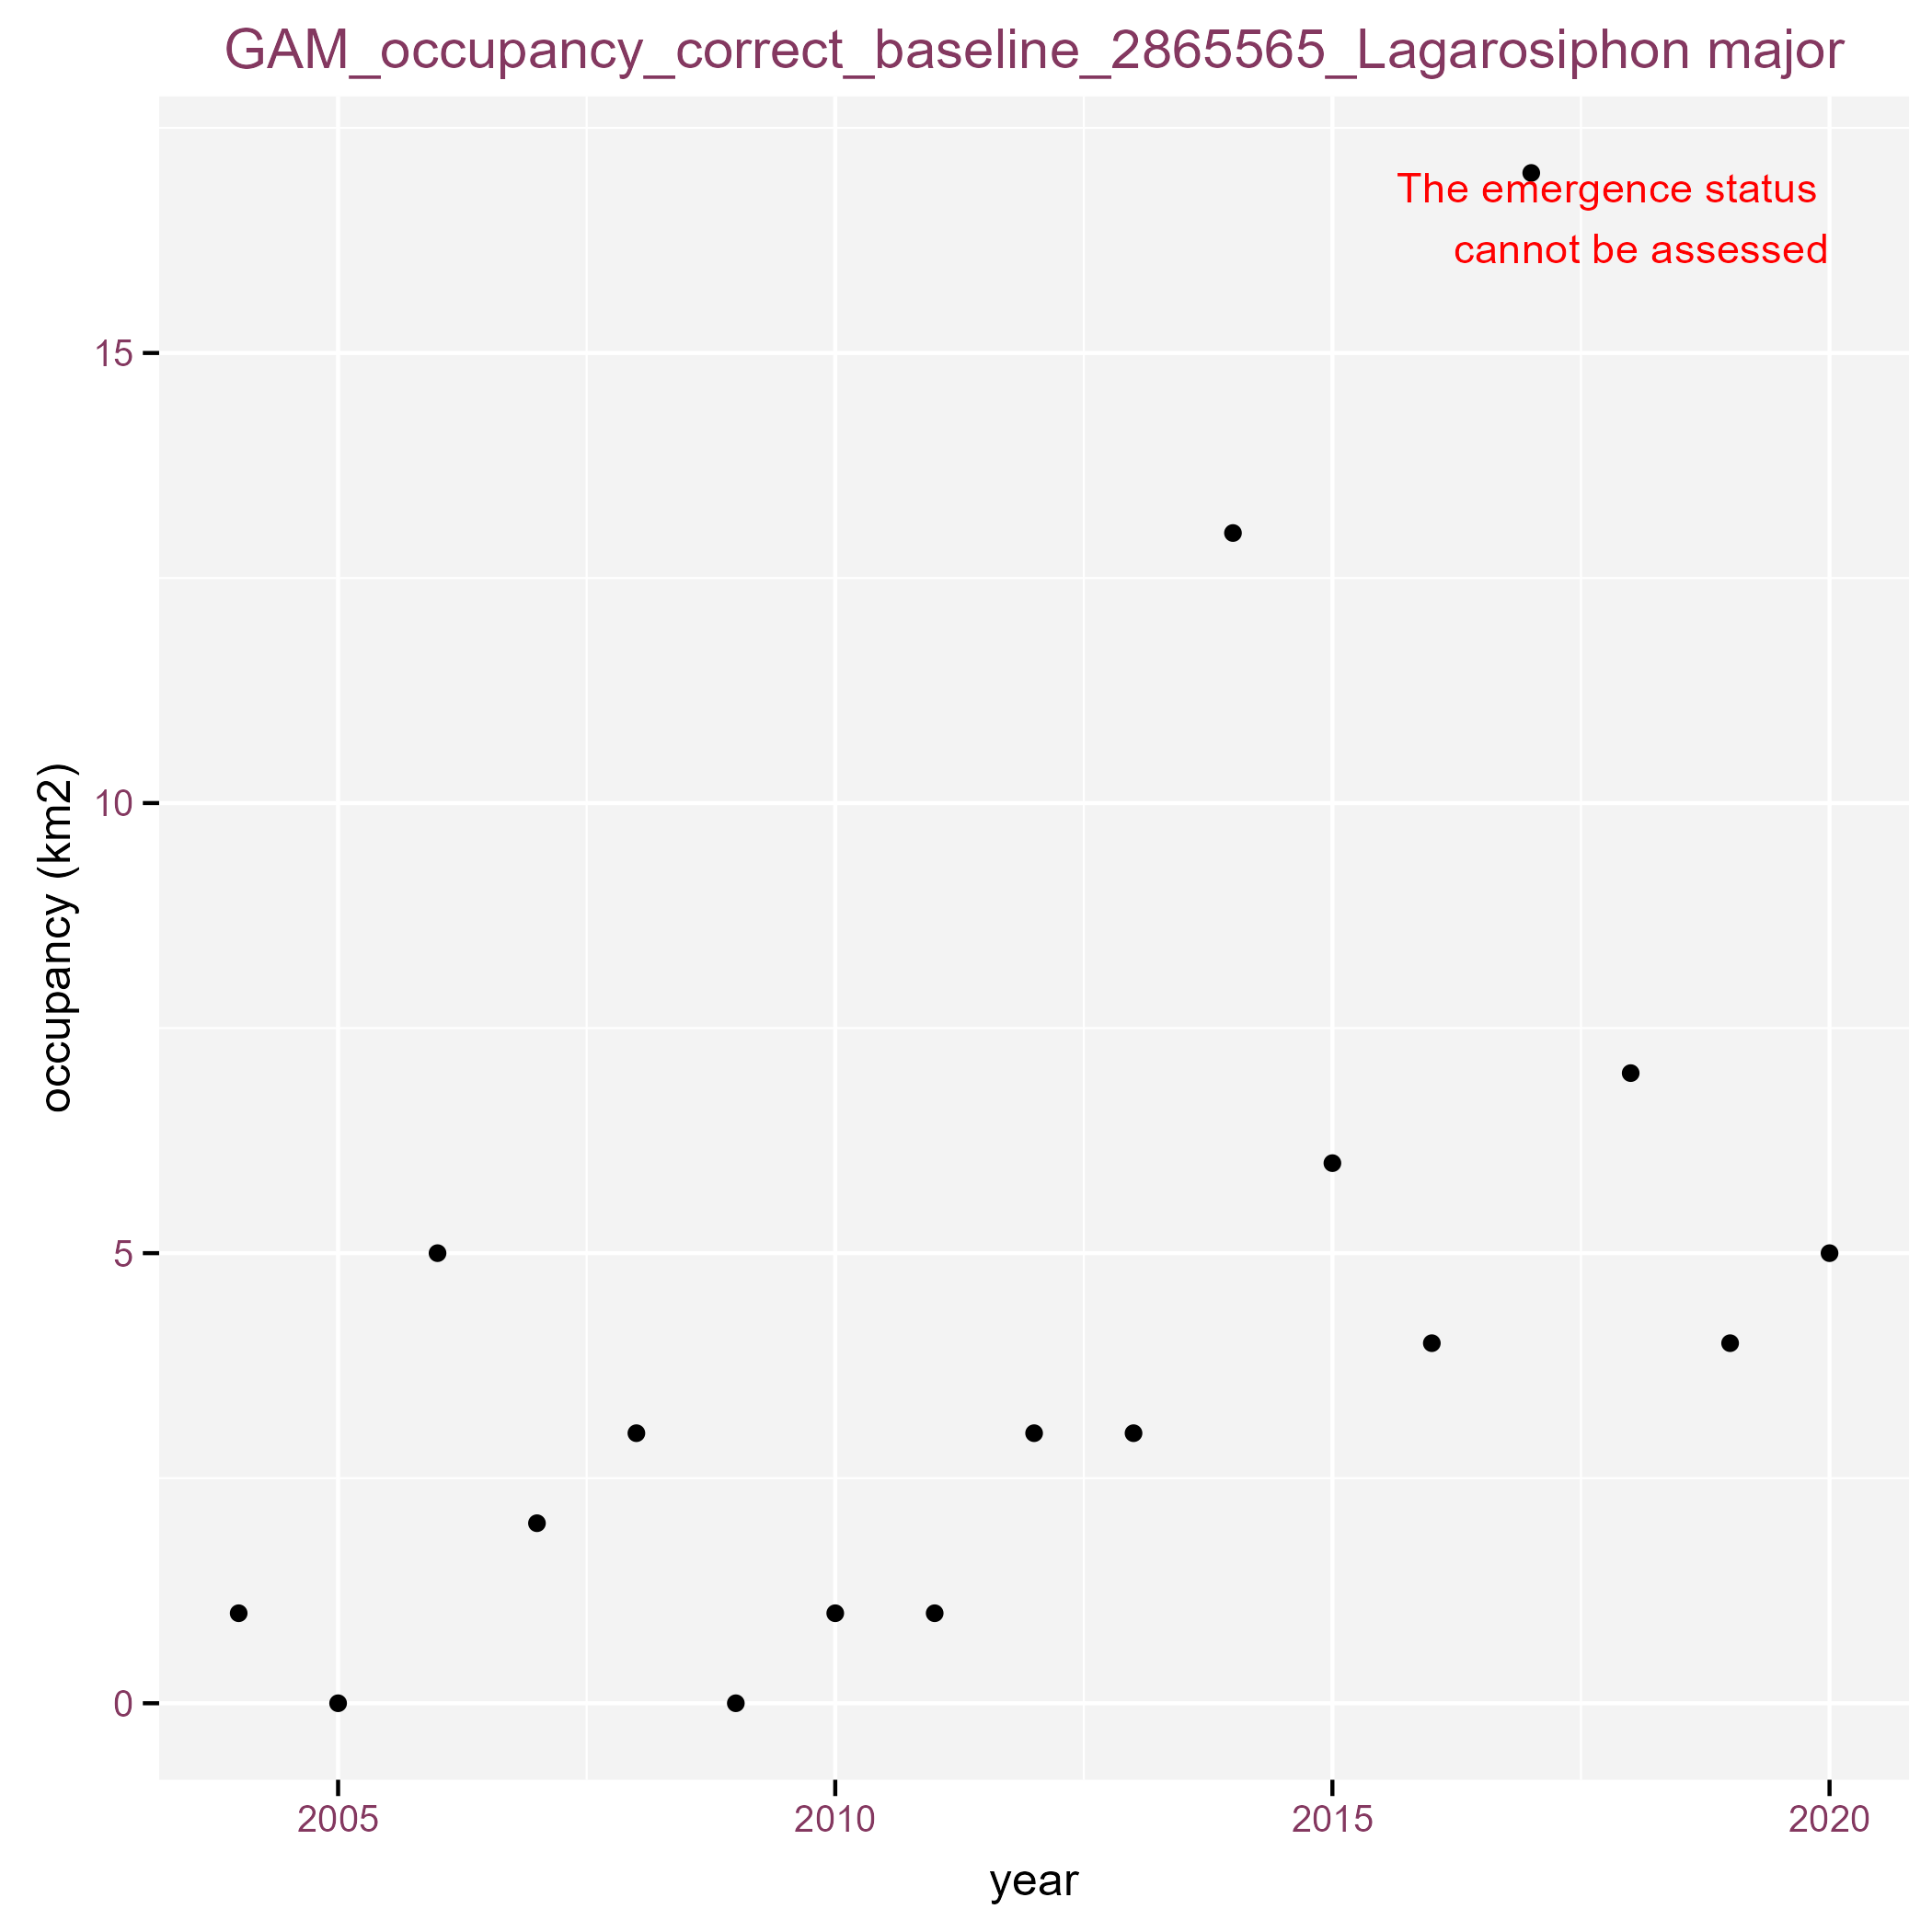 GAM_occupancy_correct_baseline_2865565_Lagarosiphon major
The emergence status
cannot be assessed
15
10
5
0
occupancy (km2)
2005 2010 2015 2020
year